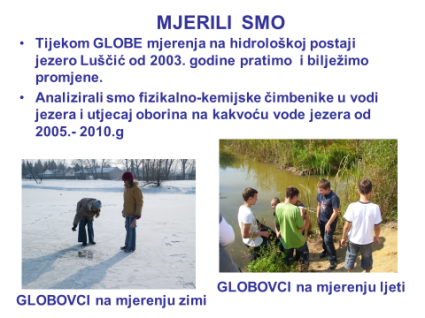 MJERILI SMO
• Tijekom GLOBE mjerenja na hidrološkoj postaji
jezero Luščić od 2003. godine pratimo i bilježimo
promjene.
• Analizirali smo fizikalno-kemijske čimbenike u vodi
jezera i utjecaj oborina na kakvoću vode jezera od
2005.- 2010.g
GLOBOVCI na mjerenju zimi
GLOBOVCI na mjerenju ljeti